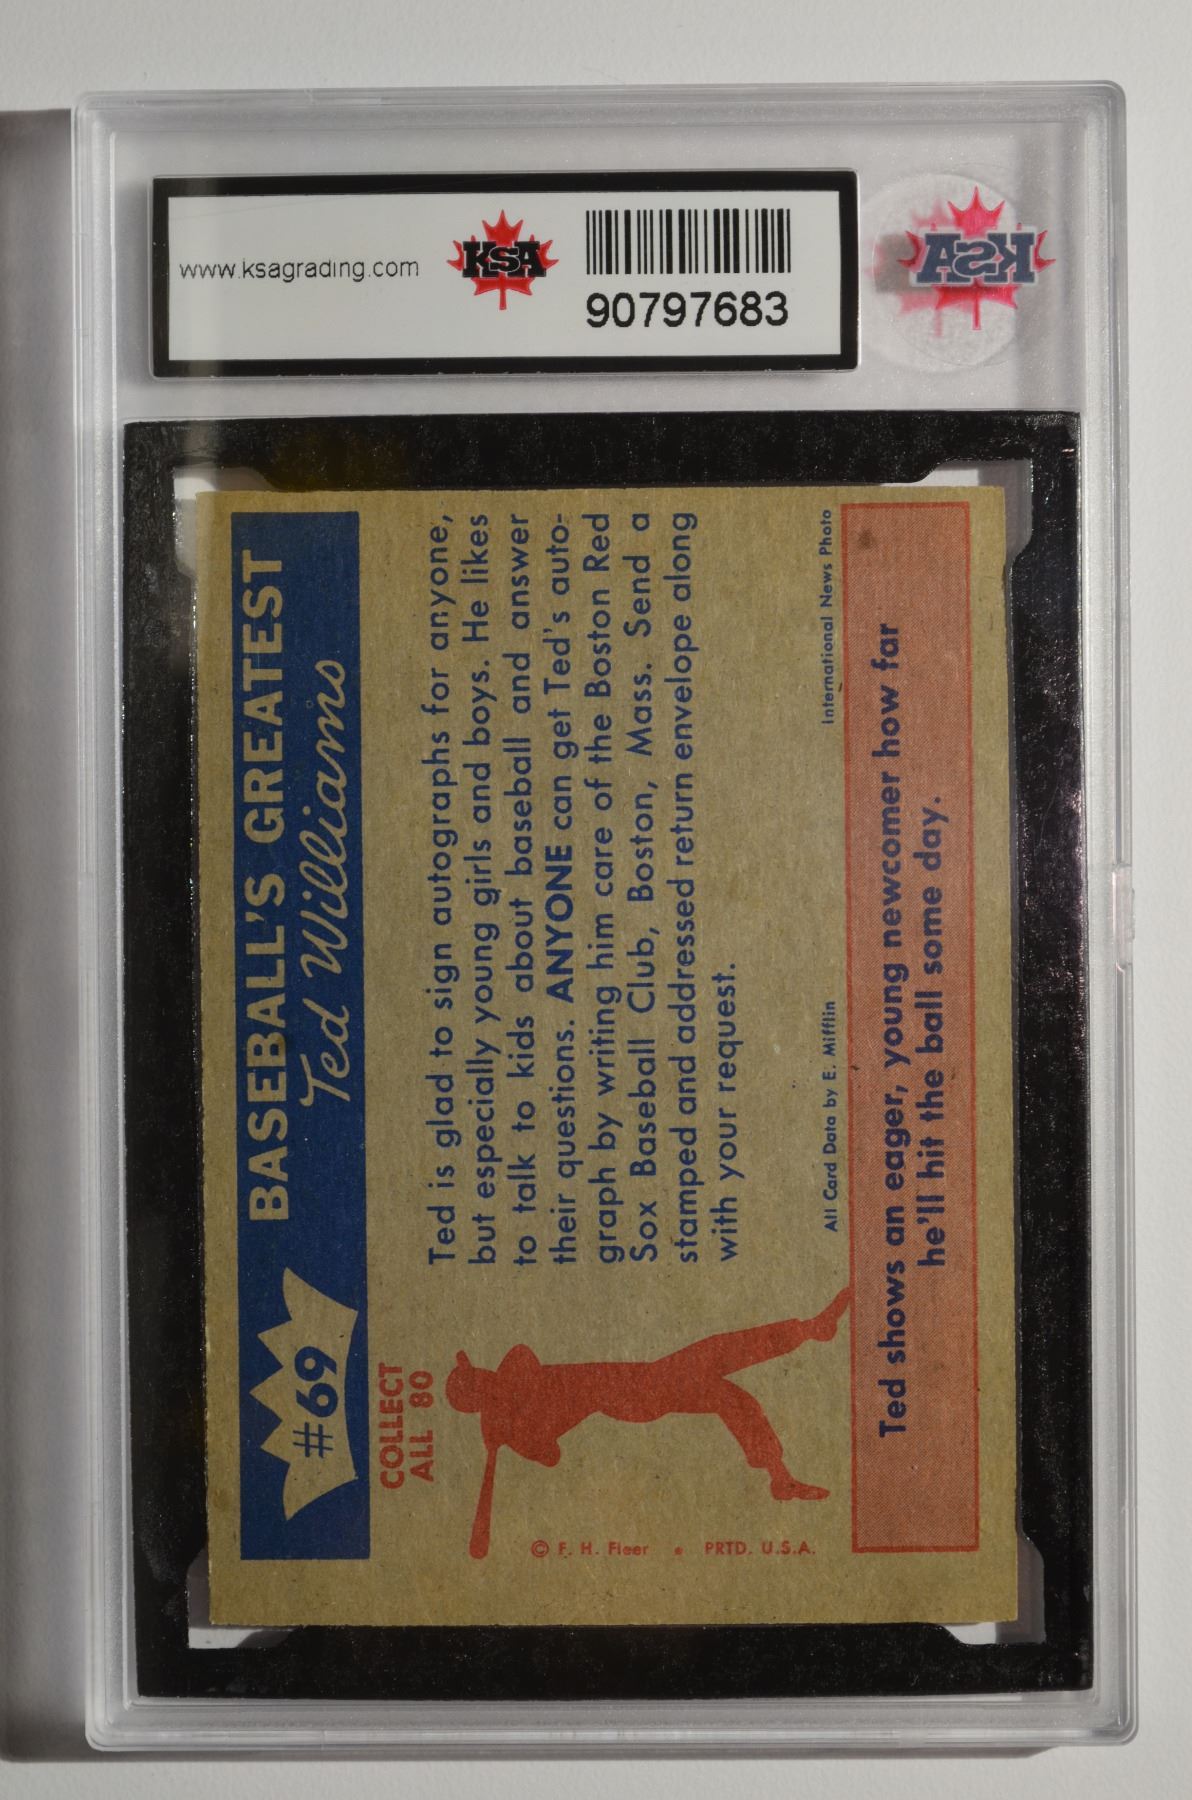 www.ksagrading.com
KSA
90797683
KSA
BASEBALL'S GREATEST
Ted Williams
#69
COLLECT
ALL 80
Ted is glad to sign autographs for anyone,
but especially young girls and boys. He likes
to talk to kids about baseball and answer
their questions. ANYONE can get Ted's auto-
graph by writing him care of the Boston Red
Sox Baseball Club, Boston, Mass. Send a
stamped and addressed return envelope along
with your request.
All Card Data by E. Mifflin
International News Photo
© F. H. Fleer • PRTD. U.S.A.
Ted shows an eager, young newcomer how far
he'll hit the ball some day.